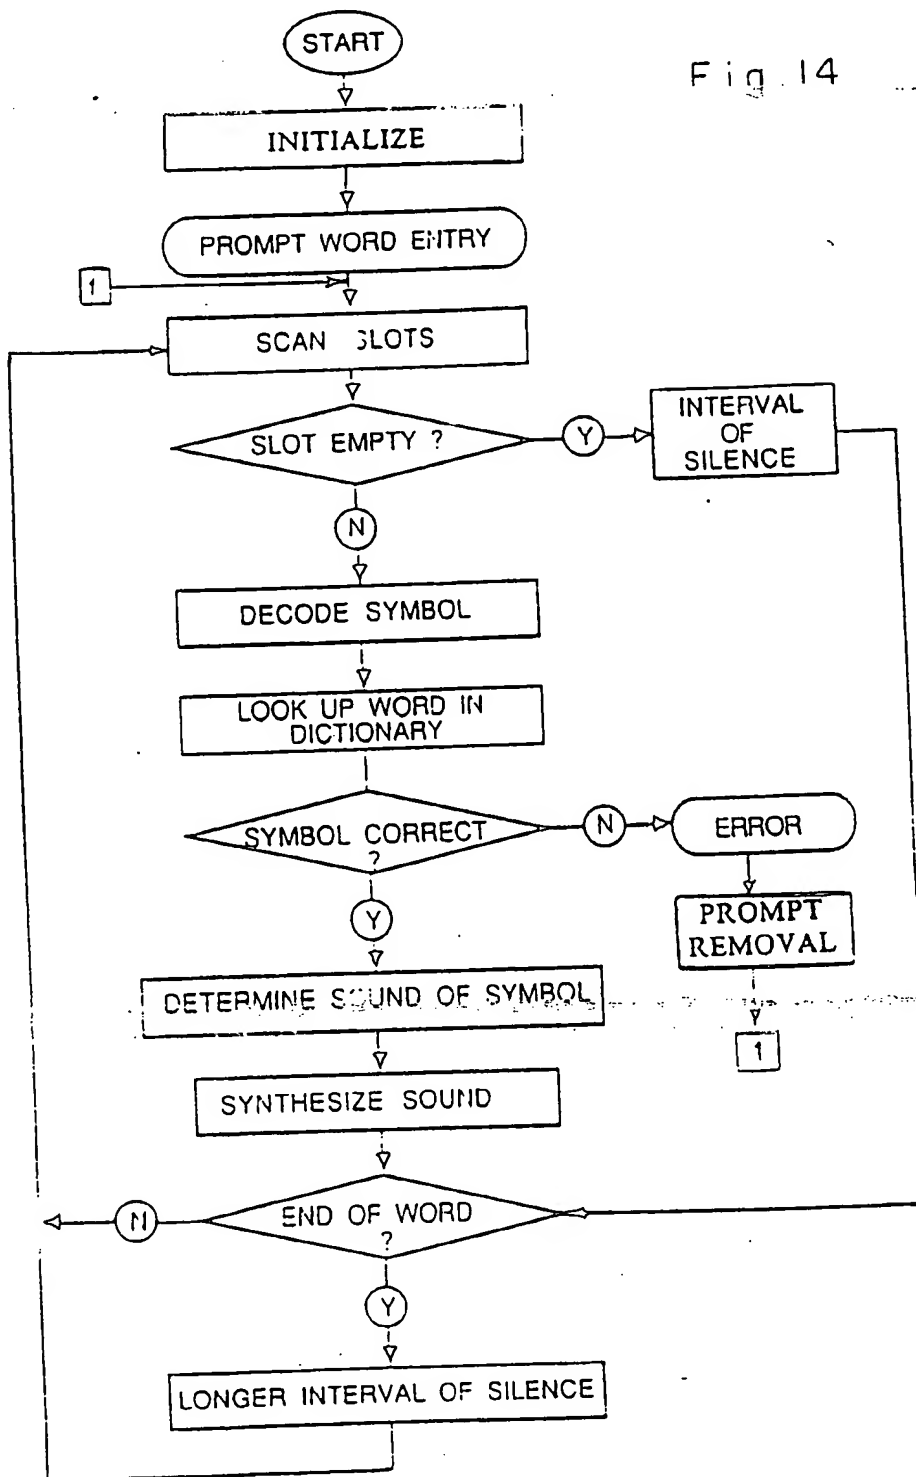 START
Fig. 14
INITIALIZE
PROMPT WORD ENTRY
1
SCAN SLOTS
SLOT EMPTY ?
Y
INTERVAL
OF
SILENCE
N
DECODE SYMBOL
LOOK UP WORD IN
DICTIONARY
SYMBOL CORRECT
?
N
ERROR
Y
PROMPT
REMOVAL
DETERMINE SOUND OF SYMBOL
1
SYNTHESIZE SOUND
END OF WORD
?
N
Y
LONGER INTERVAL OF SILENCE